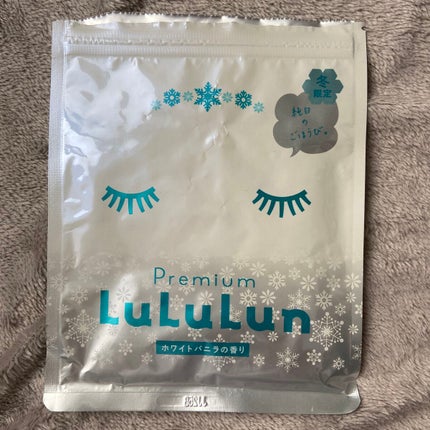 冬
限定
純白
の
ごほうび。
Premium
LuLuLun
ホワイトバニラの香り